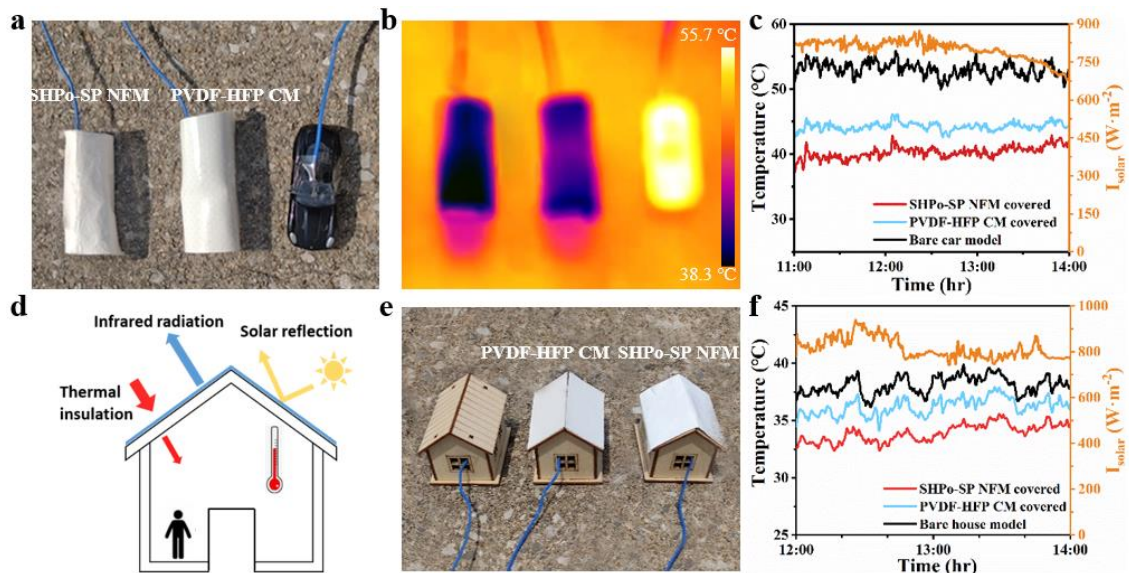 a
SHPo-SP NFM
PVDF-HFP CM
b
55.7 °C
38.3 °C
c
Temperature (°C)
60
50
40
30
900
750
600
450
300
150
0
I_solar (W·m⁻²)
SHPo-SP NFM covered
PVDF-HFP CM covered
Bare car model
11:00 12:00 13:00 14:00
Time (hr)
d
Infrared radiation
Solar reflection
Thermal
insulation
e
PVDF-HFP CM
SHPo-SP NFM
f
Temperature (°C)
45
40
35
30
25
1000
800
600
400
200
0
I_solar (W·m⁻²)
SHPo-SP NFM covered
PVDF-HFP CM covered
Bare house model
12:00 13:00 14:00
Time (hr)